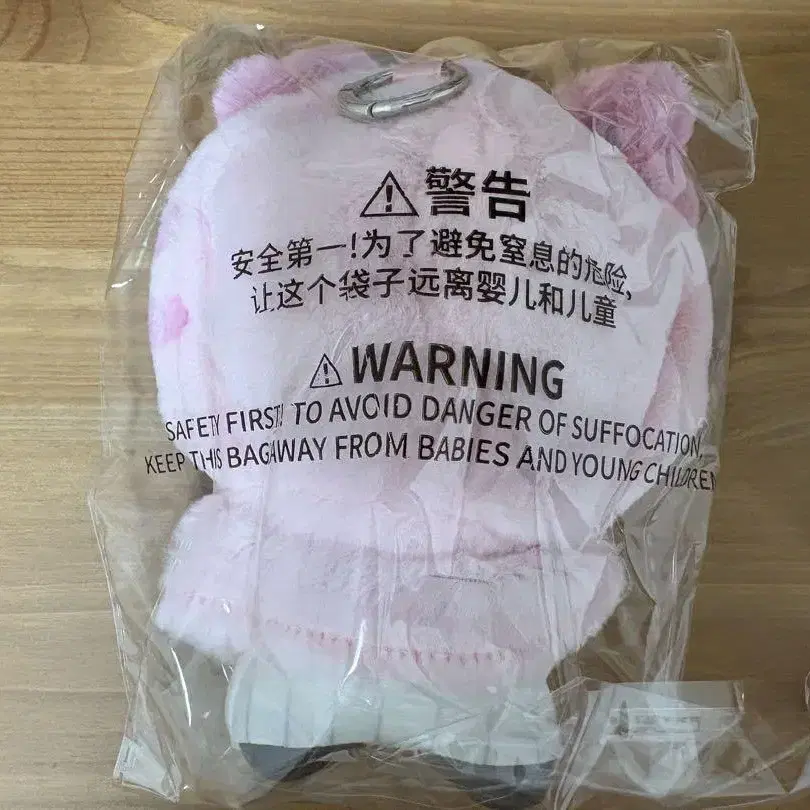 ⚠警告
安全第一!为了避免窒息的危险,
让这个袋子远离婴儿和儿童
⚠WARNING
SAFETY FIRST! TO AVOID DANGER OF SUFFOCATION,
KEEP THIS BAG AWAY FROM BABIES AND YOUNG CHILDREN